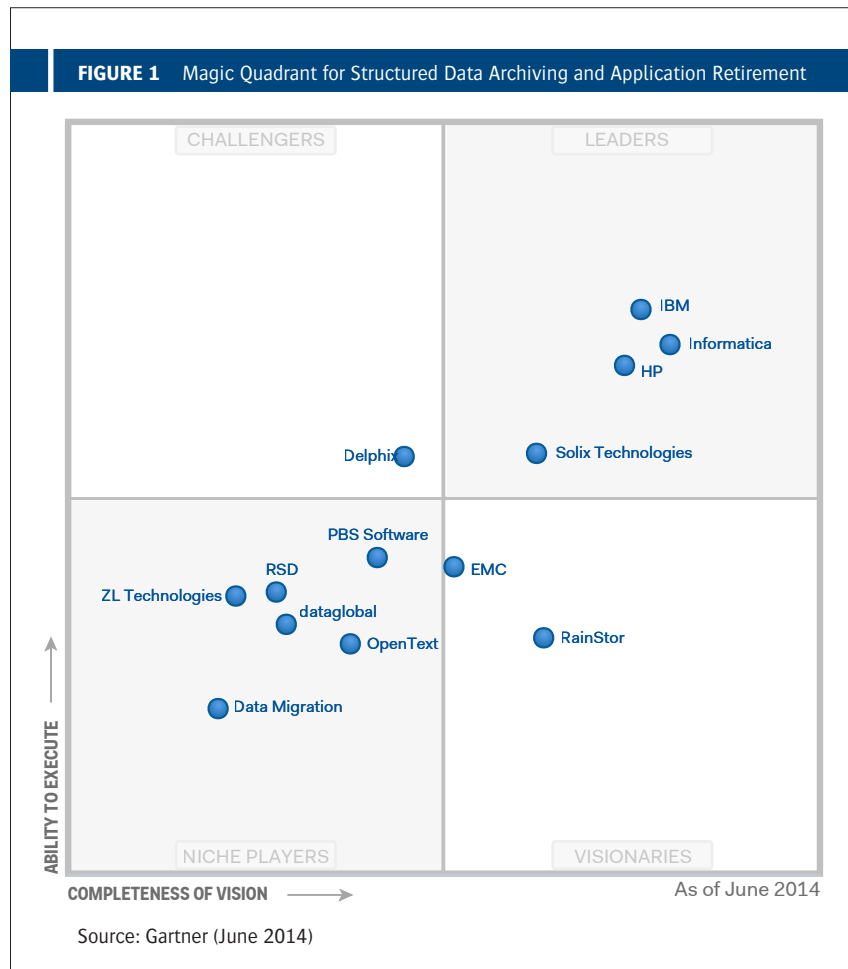 FIGURE 1 Magic Quadrant for Structured Data Archiving and Application Retirement
CHALLENGERS
LEADERS
IBM
Informatica
HP
Delphix
Solix Technologies
PBS Software
RSD
EMC
ZL Technologies
dataglobal
OpenText
RainStor
Data Migration
ABILITY TO EXECUTE
NICHE PLAYERS
VISIONARIES
COMPLETENESS OF VISION
As of June 2014
Source: Gartner (June 2014)